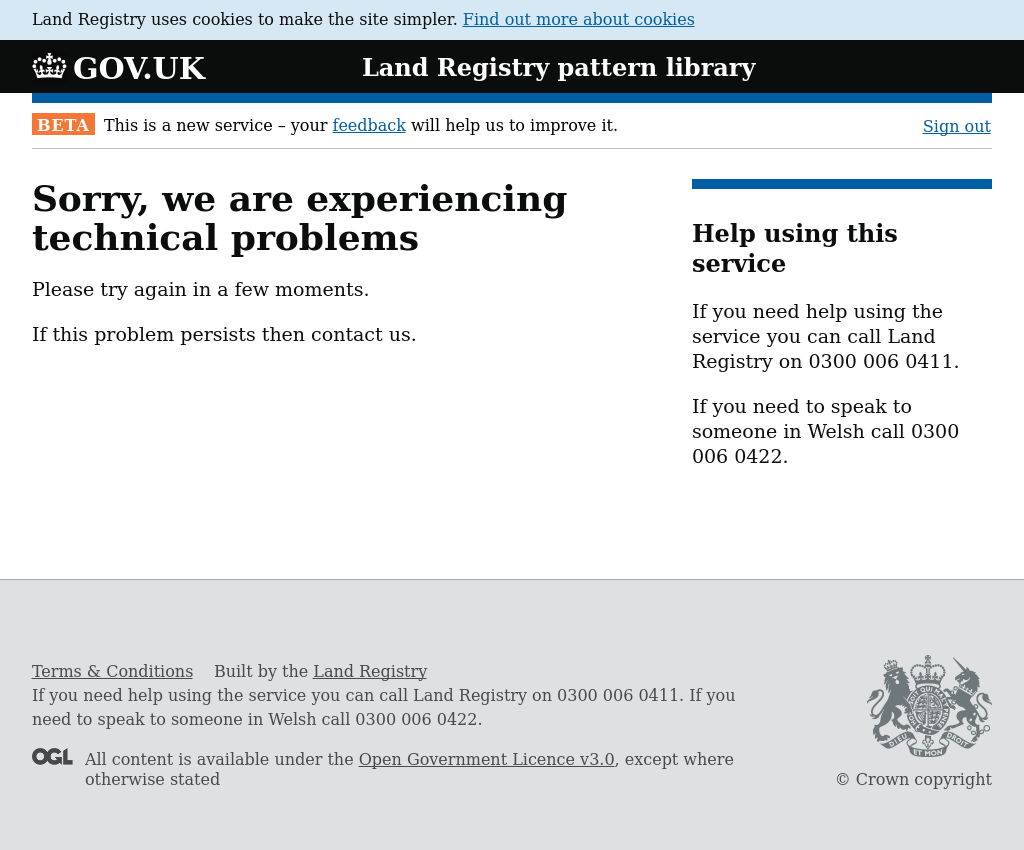 Land Registry uses cookies to make the site simpler. Find out more about cookies
GOV.UK
Land Registry pattern library
BETA This is a new service – your feedback will help us to improve it.
Sign out
Sorry, we are experiencing
technical problems
Please try again in a few moments.
If this problem persists then contact us.
Help using this
service
If you need help using the
service you can call Land
Registry on 0300 006 0411.
If you need to speak to
someone in Welsh call 0300
006 0422.
Terms & Conditions Built by the Land Registry
If you need help using the service you can call Land Registry on 0300 006 0411. If you
need to speak to someone in Welsh call 0300 006 0422.
OGL
All content is available under the Open Government Licence v3.0, except where
otherwise stated
DIEU ET MON DROIT
© Crown copyright